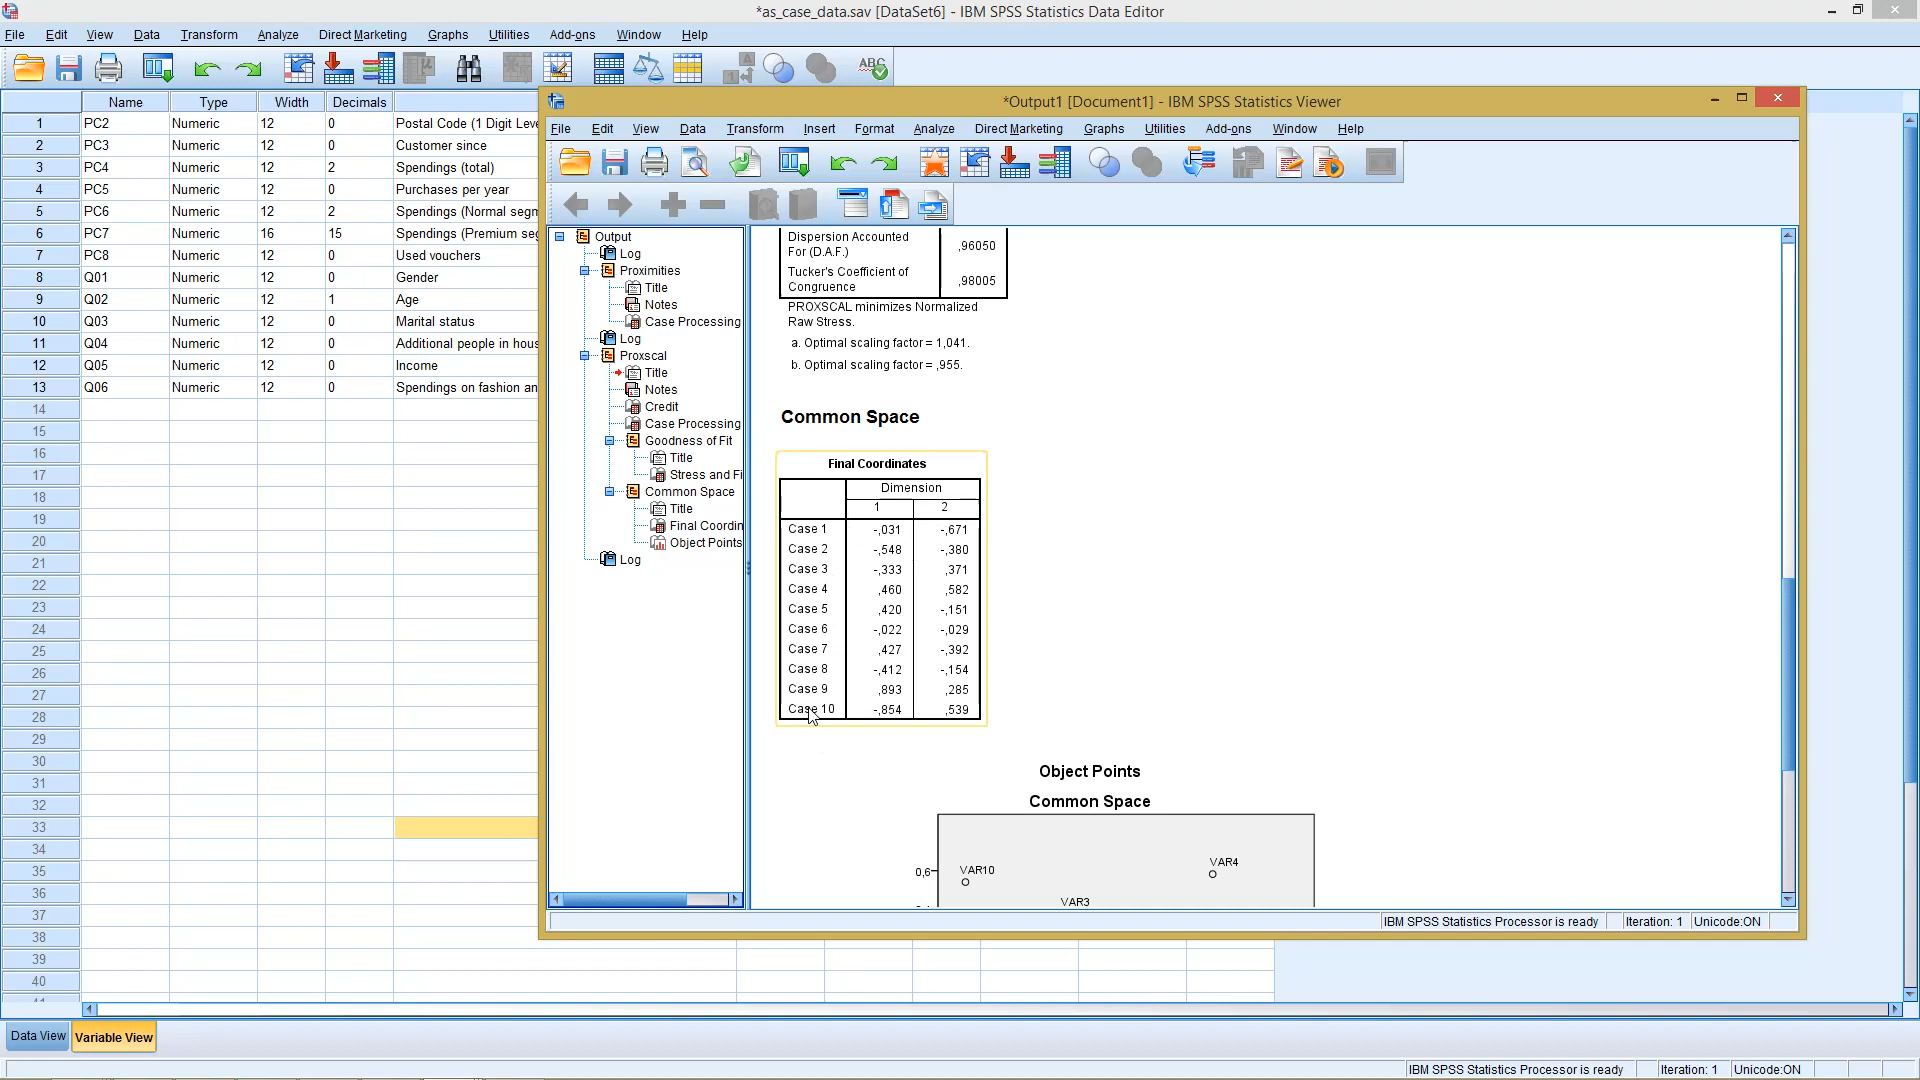 *as_case_data.sav [DataSet6] - IBM SPSS Statistics Data Editor
File Edit View Data Transform Analyze Direct Marketing Graphs Utilities Add-ons Window Help
Name Type Width Decimals
1 PC2 Numeric 12 0 Postal Code (1 Digit Leve
2 PC3 Numeric 12 0 Customer since
3 PC4 Numeric 12 2 Spendings (total)
4 PC5 Numeric 12 0 Purchases per year
5 PC6 Numeric 12 2 Spendings (Normal segm
6 PC7 Numeric 16 15 Spendings (Premium seg
7 PC8 Numeric 12 0 Used vouchers
8 Q01 Numeric 12 0 Gender
9 Q02 Numeric 12 1 Age
10 Q03 Numeric 12 0 Marital status
11 Q04 Numeric 12 0 Additional people in hous
12 Q05 Numeric 12 0 Income
13 Q06 Numeric 12 0 Spendings on fashion an
14
15
16
17
18
19
20
21
22
23
24
25
26
27
28
29
30
31
32
33
34
35
36
37
38
39
40
*Output1 [Document1] - IBM SPSS Statistics Viewer
File Edit View Data Transform Insert Format Analyze Direct Marketing Graphs Utilities Add-ons Window Help
Output
Log
Proximities
Title
Notes
Case Processing
Log
Proxscal
Title
Notes
Credit
Case Processing
Goodness of Fit
Title
Stress and Fi
Common Space
Title
Final Coordin
Object Points
Log
Dispersion Accounted
For (D.A.F.) ,96050
Tucker's Coefficient of
Congruence ,98005
PROXSCAL minimizes Normalized
Raw Stress.
a. Optimal scaling factor = 1,041.
b. Optimal scaling factor = ,955.
Common Space
Final Coordinates
Dimension
1 2
Case 1 -,031 -,671
Case 2 -,548 -,380
Case 3 -,333 ,371
Case 4 ,460 ,582
Case 5 ,420 -,151
Case 6 -,022 -,029
Case 7 ,427 -,392
Case 8 -,412 -,154
Case 9 ,893 ,285
Case 10 -,854 ,539
Object Points
Common Space
VAR4
0,6 VAR10
VAR3
IBM SPSS Statistics Processor is ready Iteration: 1 Unicode:ON
Data View Variable View
IBM SPSS Statistics Processor is ready Iteration: 1 Unicode:ON